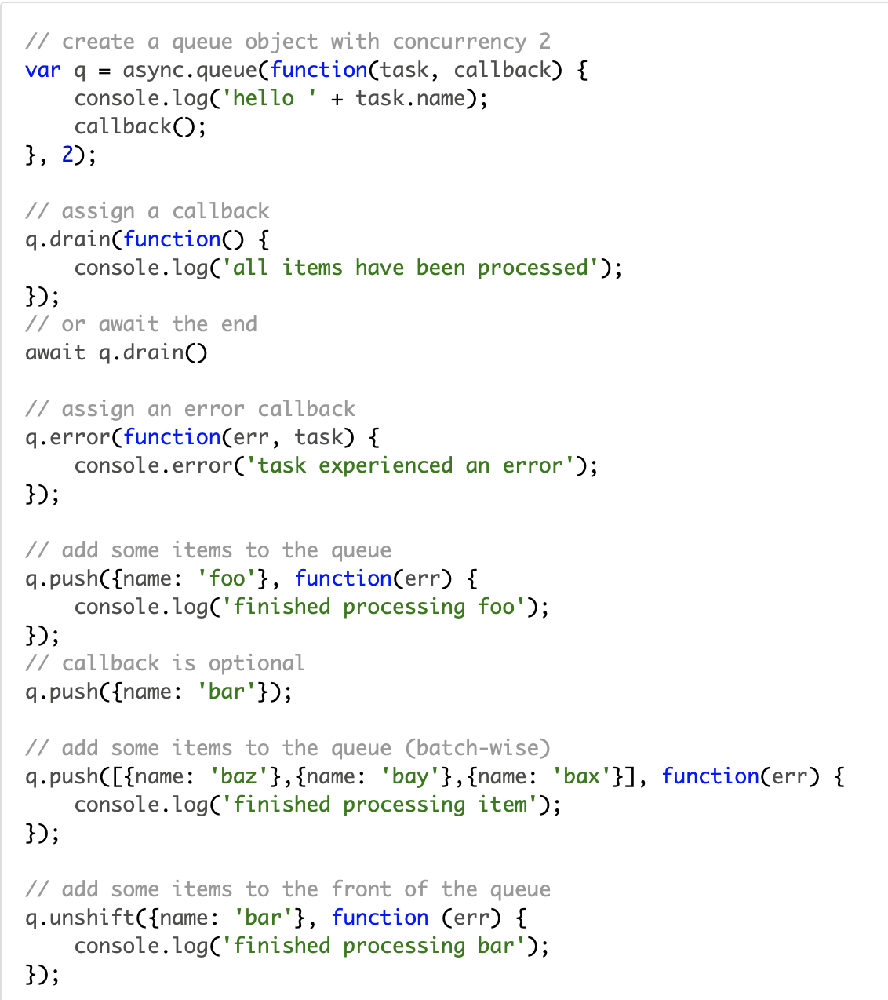 // create a queue object with concurrency 2
var q = async.queue(function(task, callback) {
    console.log('hello ' + task.name);
    callback();
}, 2);

// assign a callback
q.drain(function() {
    console.log('all items have been processed');
});
// or await the end
await q.drain()

// assign an error callback
q.error(function(err, task) {
    console.error('task experienced an error');
});

// add some items to the queue
q.push({name: 'foo'}, function(err) {
    console.log('finished processing foo');
});
// callback is optional
q.push({name: 'bar'});

// add some items to the queue (batch-wise)
q.push([{name: 'baz'},{name: 'bay'},{name: 'bax'}], function(err) {
    console.log('finished processing item');
});

// add some items to the front of the queue
q.unshift({name: 'bar'}, function (err) {
    console.log('finished processing bar');
});